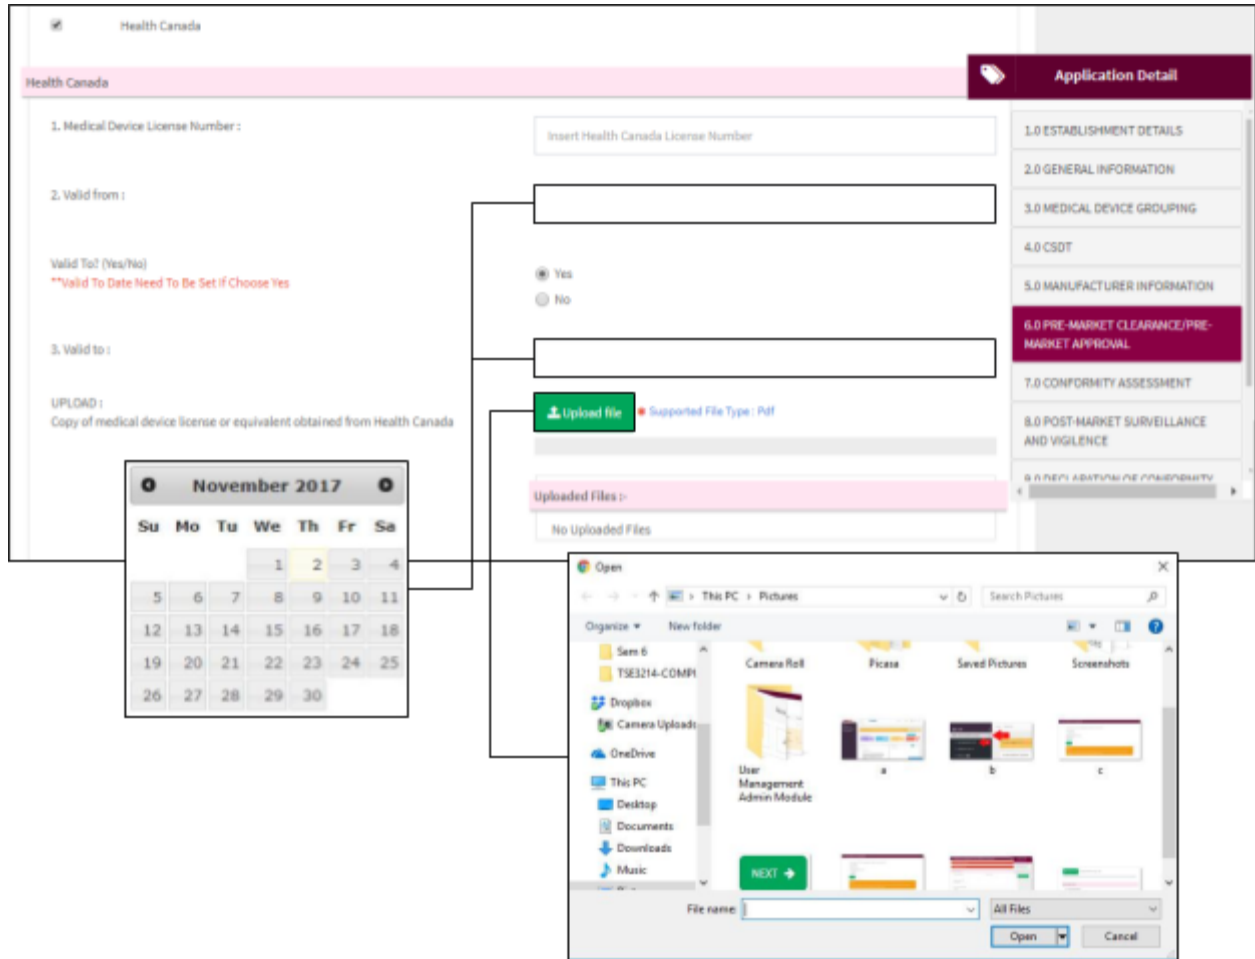 Health Canada
Health Canada
1. Medical Device License Number :
Insert Health Canada License Number
2. Valid from :
Valid To? (Yes/No)
**Valid To Date Need To Be Set If Choose Yes
Yes
No
3. Valid to :
UPLOAD :
Copy of medical device license or equivalent obtained from Health Canada
Upload file
Supported File Type : Pdf
Uploaded Files :-
No Uploaded Files
Application Detail
1.0 ESTABLISHMENT DETAILS
2.0 GENERAL INFORMATION
3.0 MEDICAL DEVICE GROUPING
4.0 CSDT
5.0 MANUFACTURER INFORMATION
6.0 PRE-MARKET CLEARANCE/PRE-
MARKET APPROVAL
7.0 CONFORMITY ASSESSMENT
8.0 POST-MARKET SURVEILLANCE
AND VIGILENCE
9.0 DECLARATION OF CONFORMITY
November 2017
Su Mo Tu We Th Fr Sa
1 2 3 4
5 6 7 8 9 10 11
12 13 14 15 16 17 18
19 20 21 22 23 24 25
26 27 28 29 30
Open
This PC > Pictures
Search Pictures
Organize
New folder
Sem 6
TSE3214-COMPI
Dropbox
Camera Uploads
OneDrive
This PC
Desktop
Documents
Downloads
Music
Camera Roll
Picasa
Saved Pictures
Screenshots
User
Management
Admin Module
a
b
c
NEXT
File name:
All Files
Open
Cancel